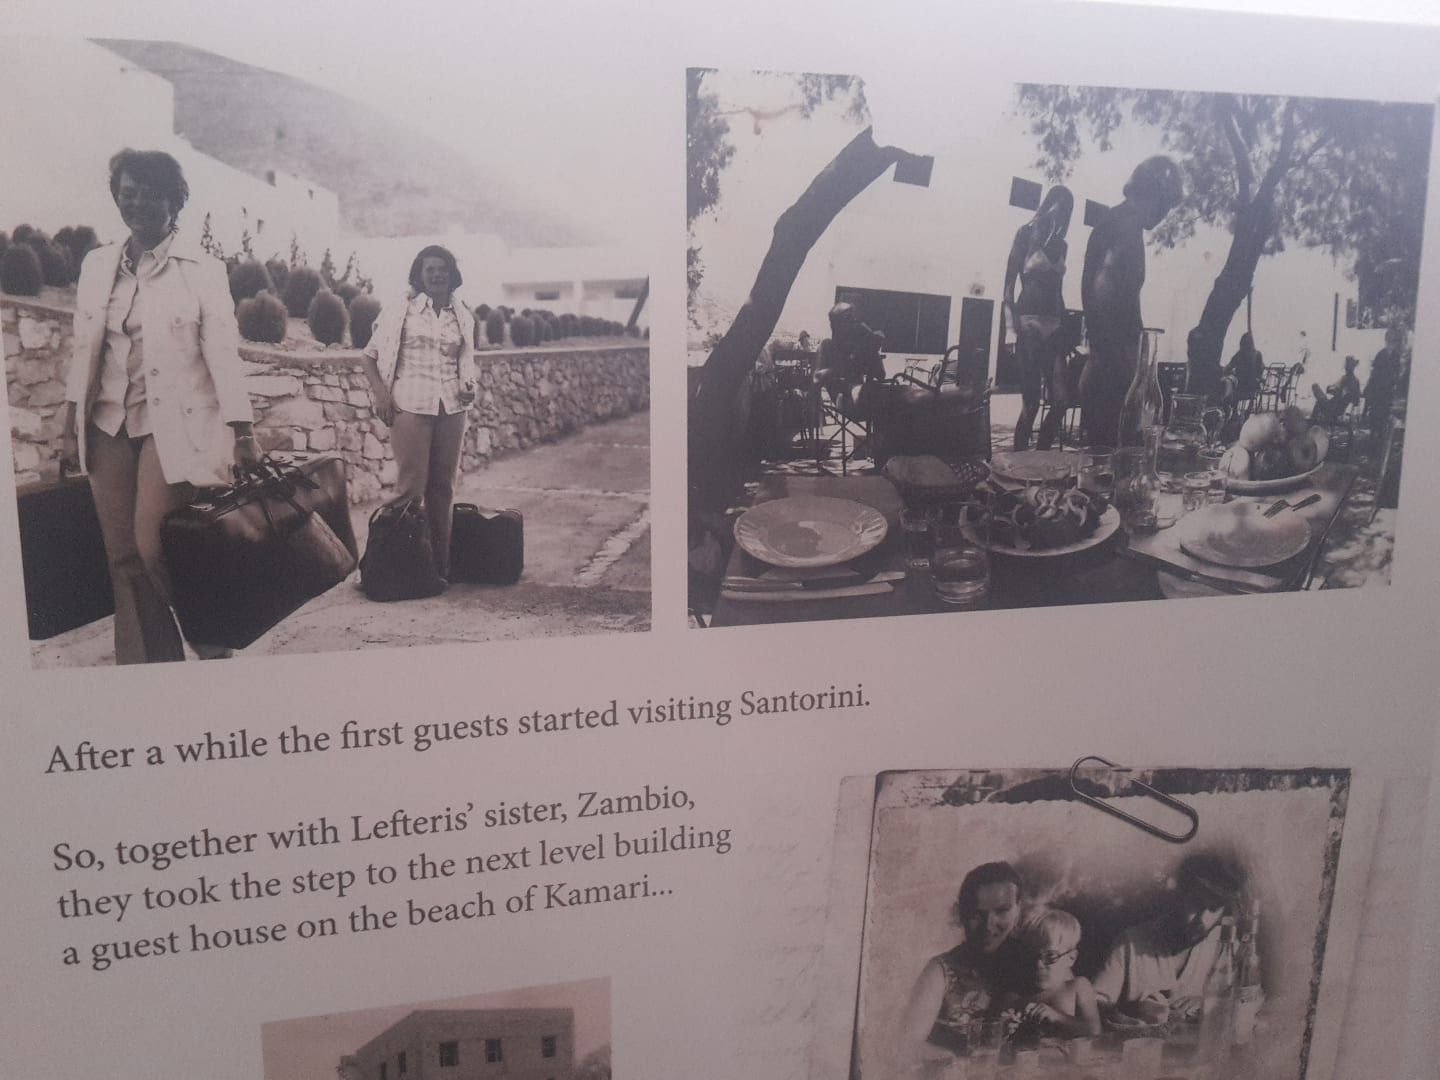 After a while the first guests started visiting Santorini.
So, together with Lefteris’ sister, Zambio,
they took the step to the next level building
a guest house on the beach of Kamari...